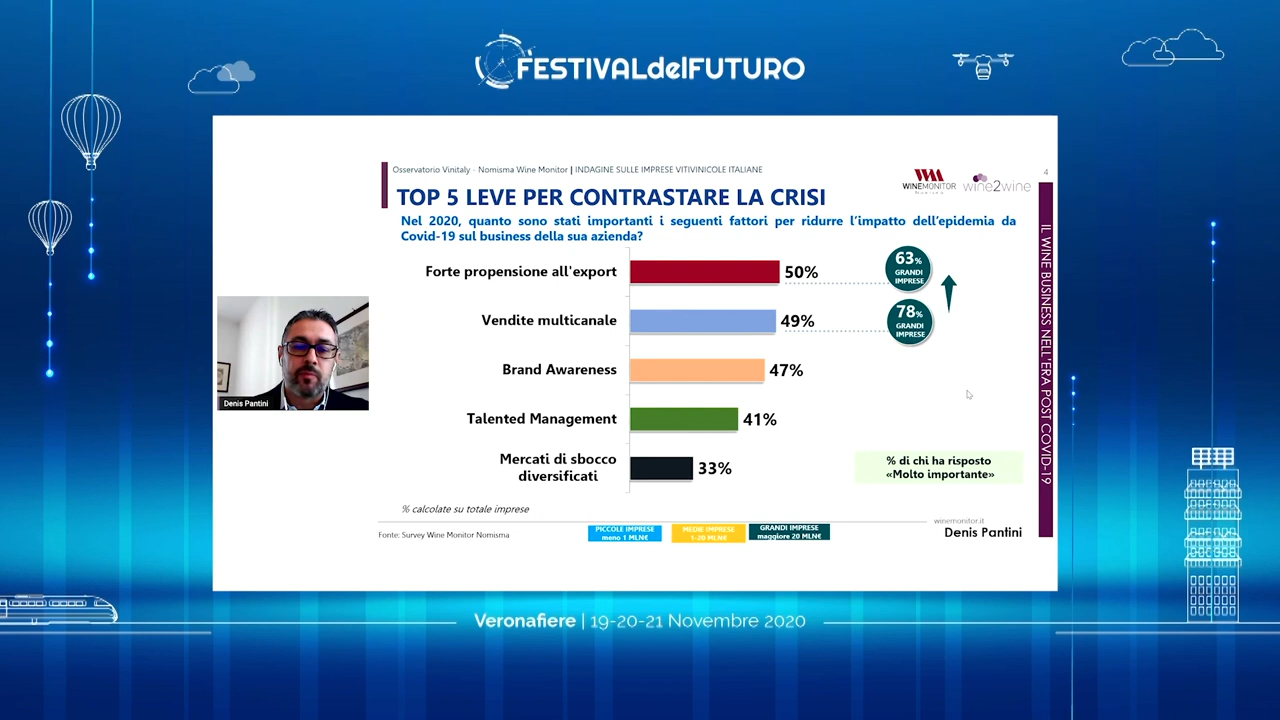 FESTIVALdelFUTURO
Osservatorio Vinitaly - Nomisma Wine Monitor | INDAGINE SULLE IMPRESE VITIVINICOLE ITALIANE
4
WINEMONITOR
Nomisma
wine2wine
TOP 5 LEVE PER CONTRASTARE LA CRISI
Nel 2020, quanto sono stati importanti i seguenti fattori per ridurre l'impatto dell'epidemia da
Covid-19 sul business della sua azienda?
Forte propensione all'export
50%
63%
GRANDI
IMPRESE
Vendite multicanale
49%
78%
GRANDI
IMPRESE
Brand Awareness
47%
Talented Management
41%
Mercati di sbocco
diversificati
33%
% di chi ha risposto
«Molto importante»
IL WINE BUSINESS NELL'ERA POST COVID-19
Denis Pantini
% calcolate su totale imprese
Fonte: Survey Wine Monitor Nomisma
PICCOLE IMPRESE
meno 1 MLN€
MEDIE IMPRESE
1-20 MLN€
GRANDI IMPRESE
maggiore 20 MLN€
winemonitor.it
Denis Pantini
Veronafiere | 19-20-21 Novembre 2020